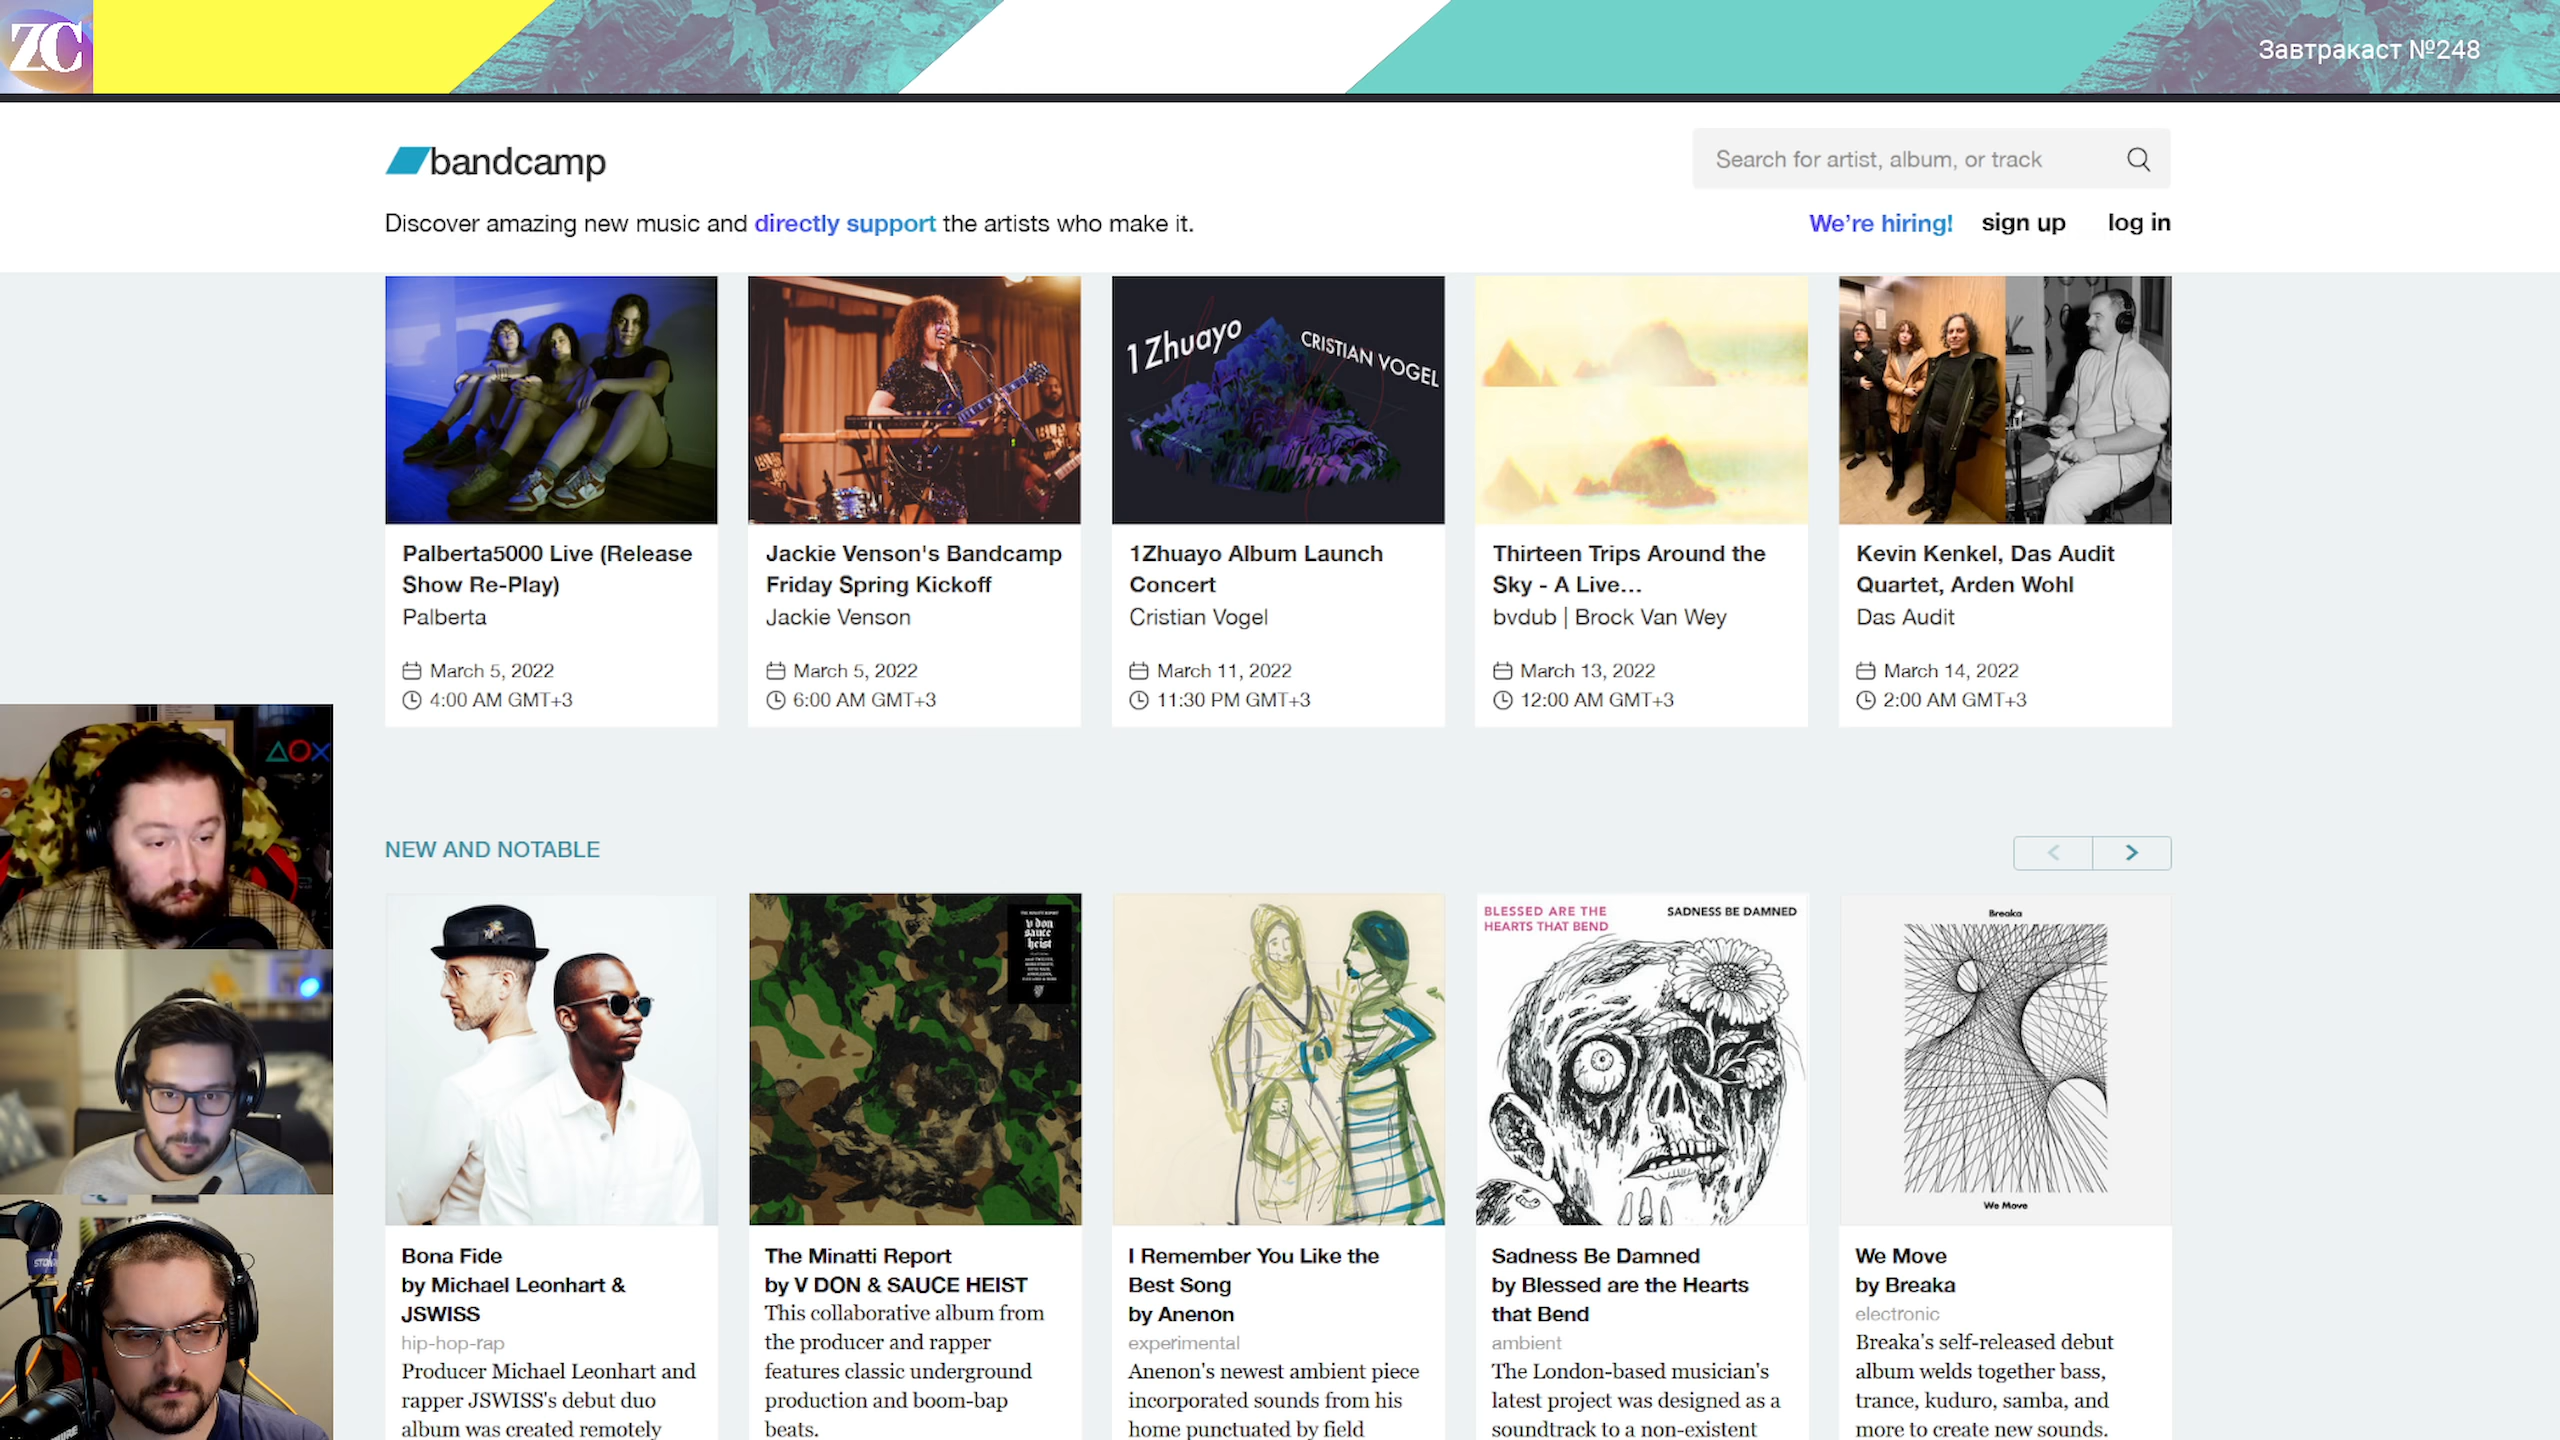 ZC
Завтракаст №248
bandcamp
Search for artist, album, or track
Discover amazing new music and directly support the artists who make it.
We're hiring!
sign up
log in
1Zhuayo
CRISTIAN VOGEL
Palberta5000 Live (Release
Show Re-Play)
Palberta
March 5, 2022
4:00 AM GMT+3
Jackie Venson's Bandcamp
Friday Spring Kickoff
Jackie Venson
March 5, 2022
6:00 AM GMT+3
1Zhuayo Album Launch
Concert
Cristian Vogel
March 11, 2022
11:30 PM GMT+3
Thirteen Trips Around the
Sky - A Live...
bvdub | Brock Van Wey
March 13, 2022
12:00 AM GMT+3
Kevin Kenkel, Das Audit
Quartet, Arden Wohl
Das Audit
March 14, 2022
2:00 AM GMT+3
NEW AND NOTABLE
v don
sauce
heist
BLESSED ARE THE
HEARTS THAT BEND
SADNESS BE DAMNED
Breaka
We Move
Bona Fide
by Michael Leonhart &
JSWISS
hip-hop-rap
Producer Michael Leonhart and
rapper JSWISS's debut duo
album was created remotely
The Minatti Report
by V DON & SAUCE HEIST
This collaborative album from
the producer and rapper
features classic underground
production and boom-bap
beats.
I Remember You Like the
Best Song
by Anenon
experimental
Anenon's newest ambient piece
incorporated sounds from his
home punctuated by field
Sadness Be Damned
by Blessed are the Hearts
that Bend
ambient
The London-based musician's
latest project was designed as a
soundtrack to a non-existent
We Move
by Breaka
electronic
Breaka's self-released debut
album welds together bass,
trance, kuduro, samba, and
more to create new sounds.